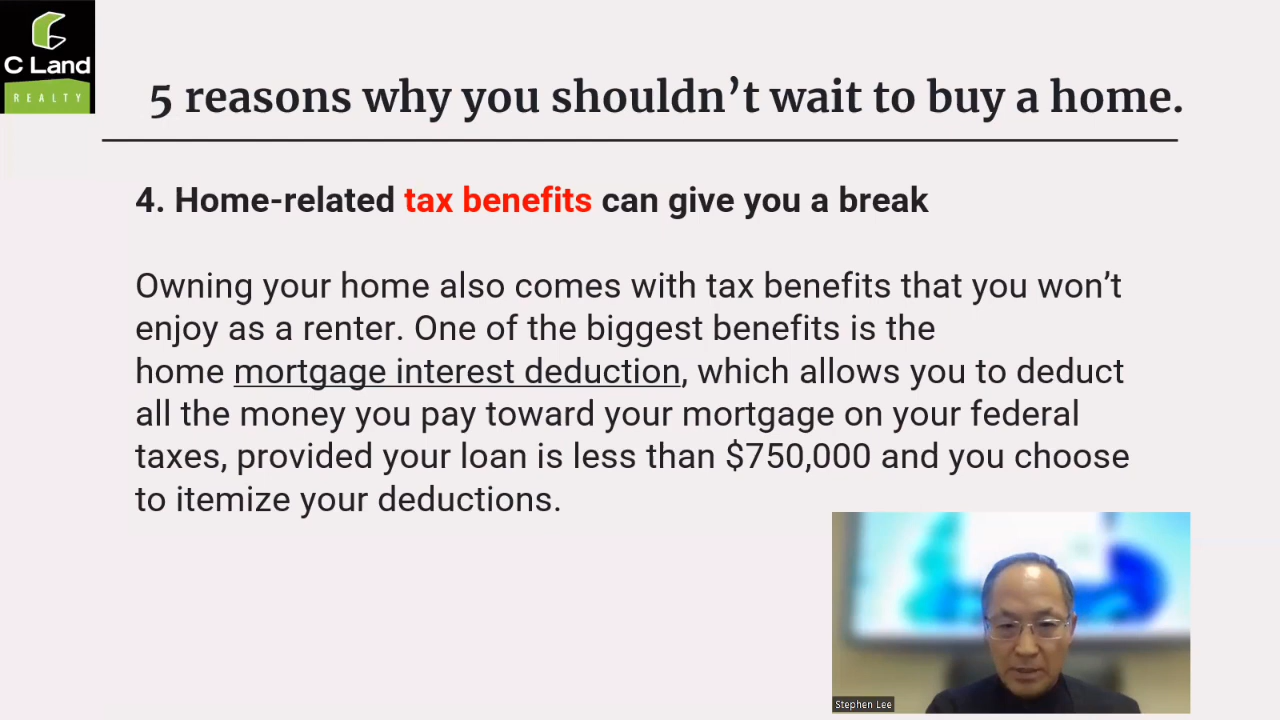 C Land
REALTY
5 reasons why you shouldn’t wait to buy a home.
4. Home-related tax benefits can give you a break
Owning your home also comes with tax benefits that you won’t
enjoy as a renter. One of the biggest benefits is the
home mortgage interest deduction, which allows you to deduct
all the money you pay toward your mortgage on your federal
taxes, provided your loan is less than $750,000 and you choose
to itemize your deductions.
Stephen Lee